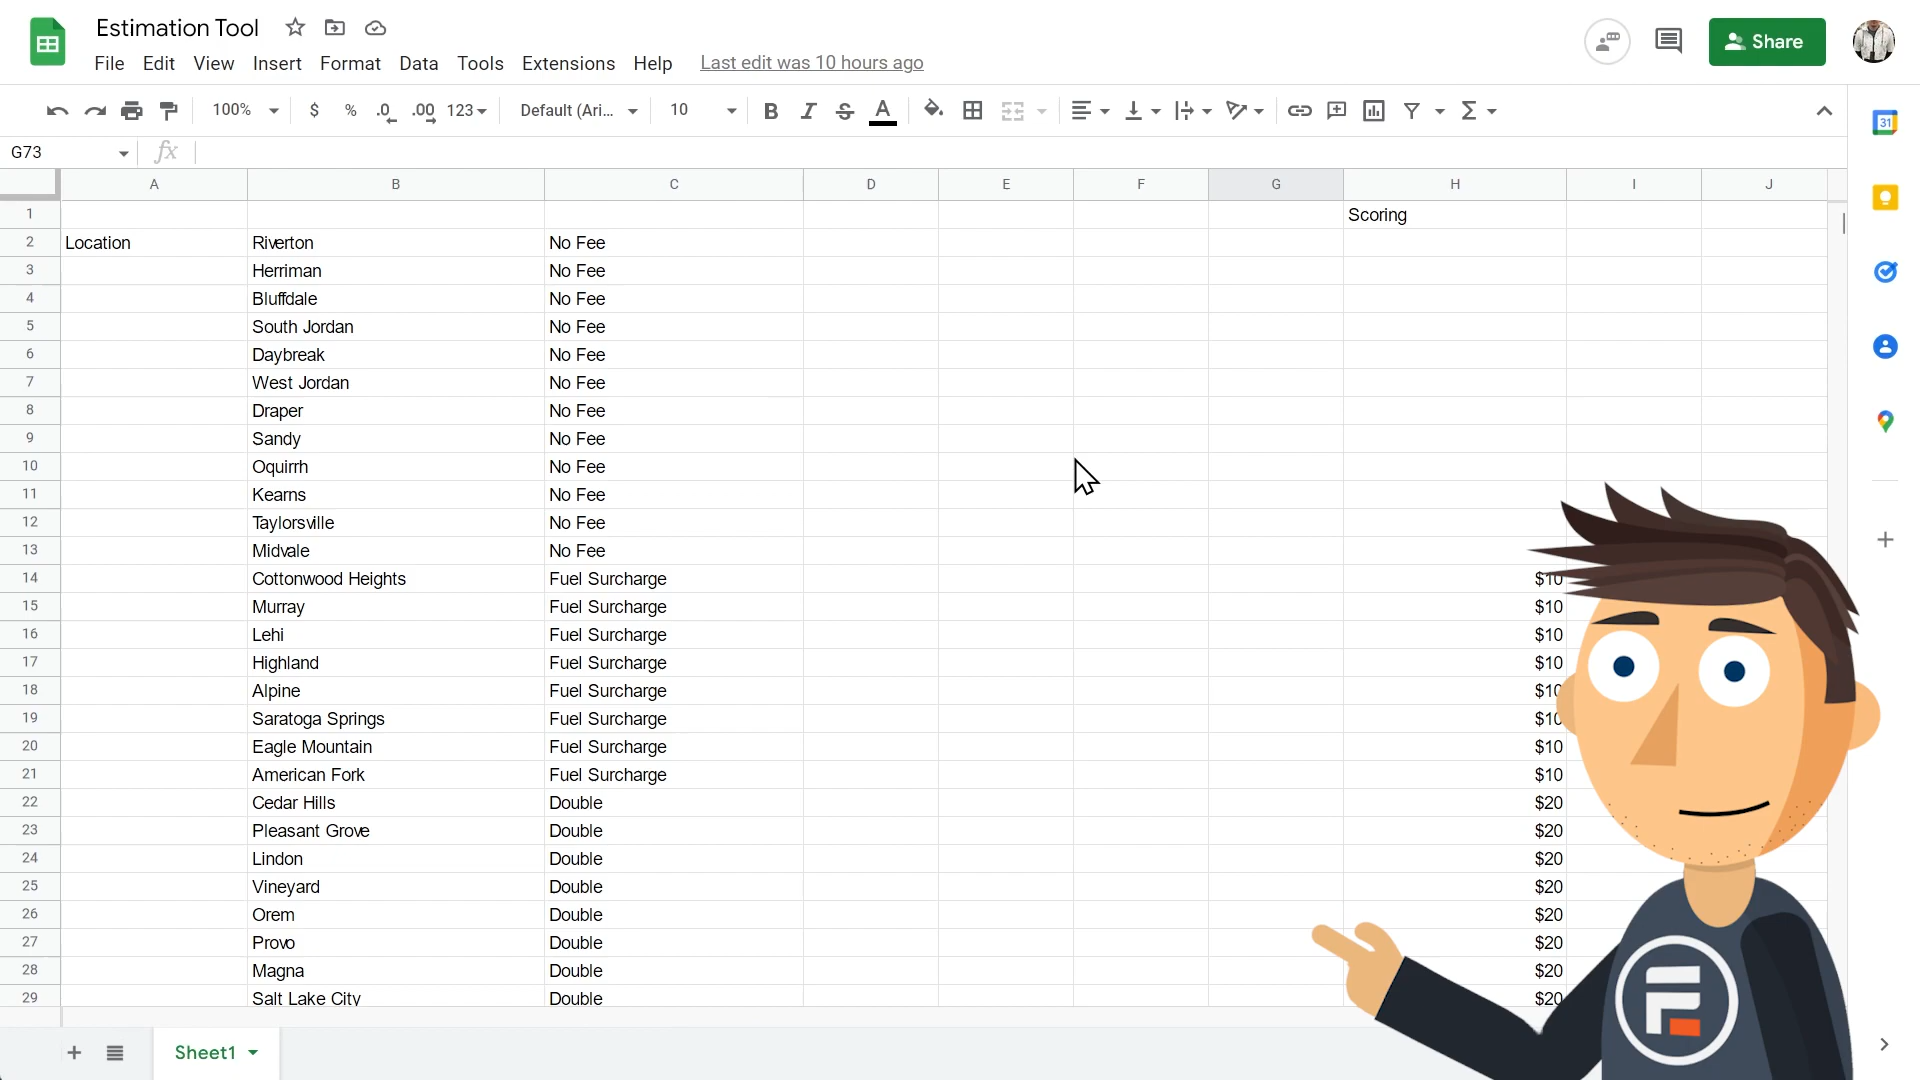 Estimation Tool
File Edit View Insert Format Data Tools Extensions Help Last edit was 10 hours ago
Share
100% $ % .0 .00 123 Default (Ari... 10 B I S A Σ
31
G73 fx
A B C D E F G H I J
1 Scoring
2 Location Riverton No Fee
3 Herriman No Fee
4 Bluffdale No Fee
5 South Jordan No Fee
6 Daybreak No Fee
7 West Jordan No Fee
8 Draper No Fee
9 Sandy No Fee
10 Oquirrh No Fee
11 Kearns No Fee
12 Taylorsville No Fee
13 Midvale No Fee
14 Cottonwood Heights Fuel Surcharge $10
15 Murray Fuel Surcharge $10
16 Lehi Fuel Surcharge $10
17 Highland Fuel Surcharge $10
18 Alpine Fuel Surcharge $10
19 Saratoga Springs Fuel Surcharge $10
20 Eagle Mountain Fuel Surcharge $10
21 American Fork Fuel Surcharge $10
22 Cedar Hills Double $20
23 Pleasant Grove Double $20
24 Lindon Double $20
25 Vineyard Double $20
26 Orem Double $20
27 Provo Double $20
28 Magna Double $20
29 Salt Lake City Double $20
Sheet1